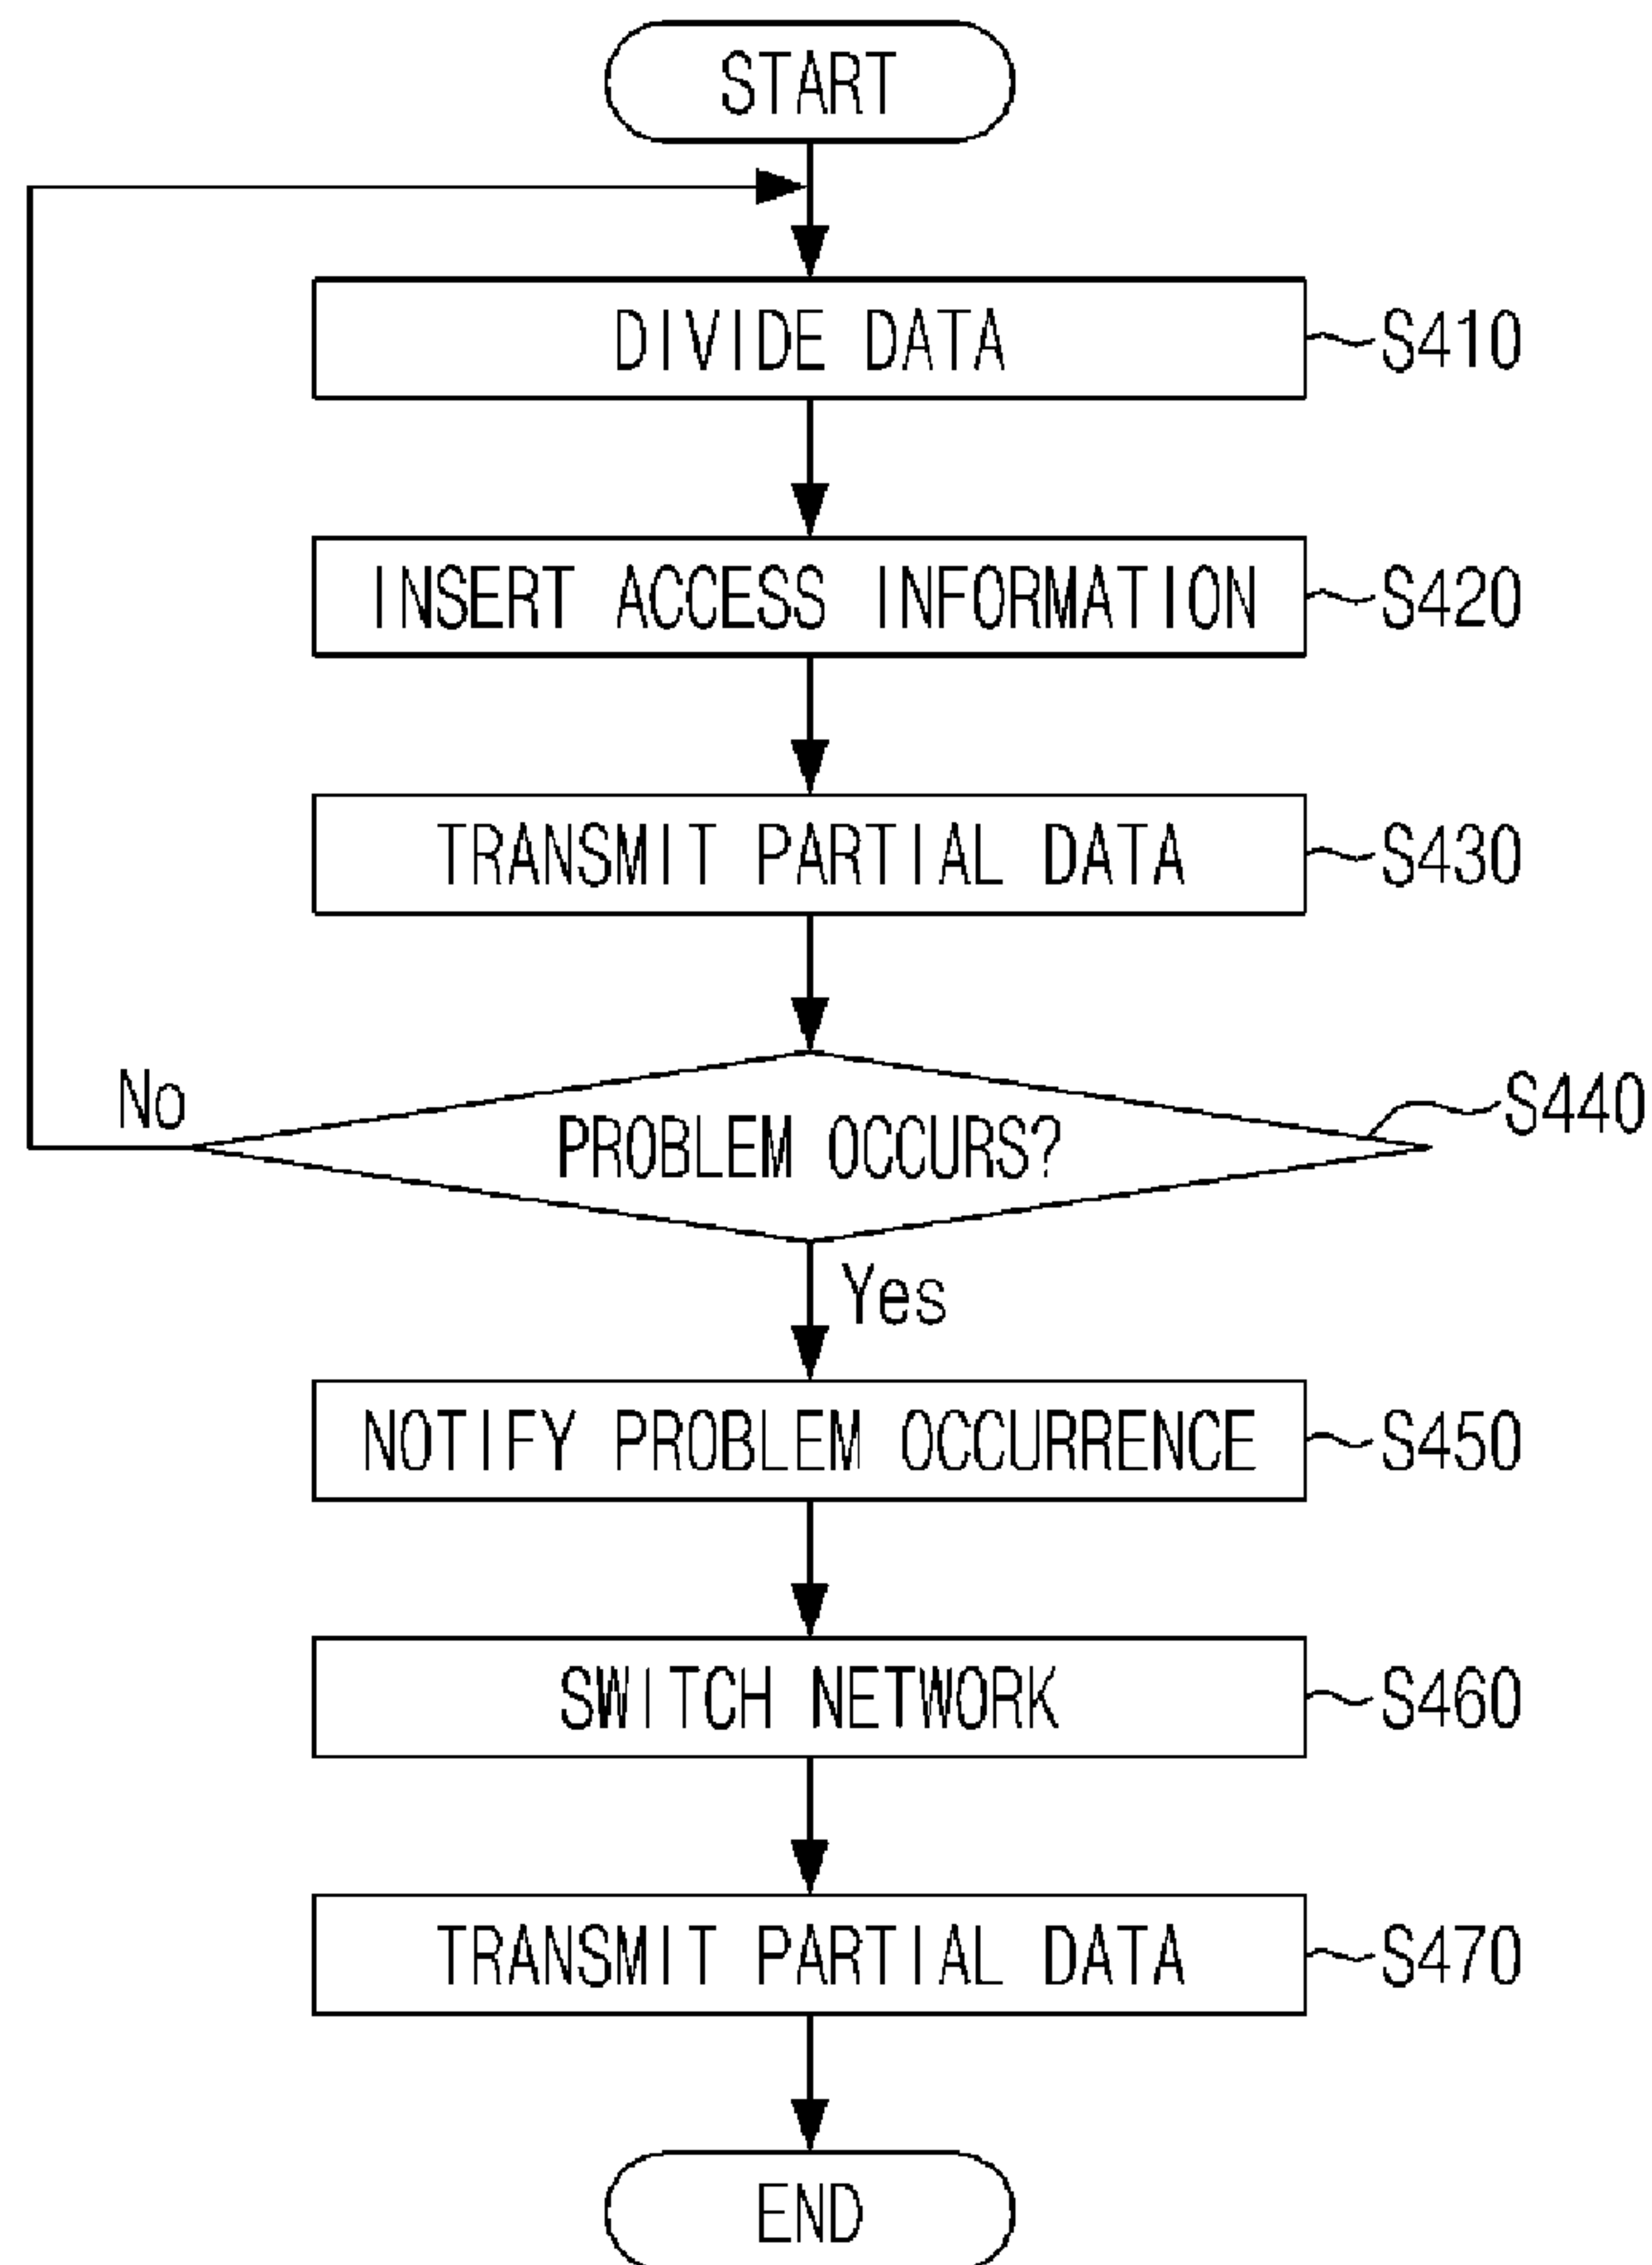 START
DIVIDE DATA
S410
INSERT ACCESS INFORMATION
S420
TRANSMIT PARTIAL DATA
S430
No
PROBLEM OCCURS?
S440
Yes
NOTIFY PROBLEM OCCURRENCE
S450
SWITCH NETWORK
S460
TRANSMIT PARTIAL DATA
S470
END